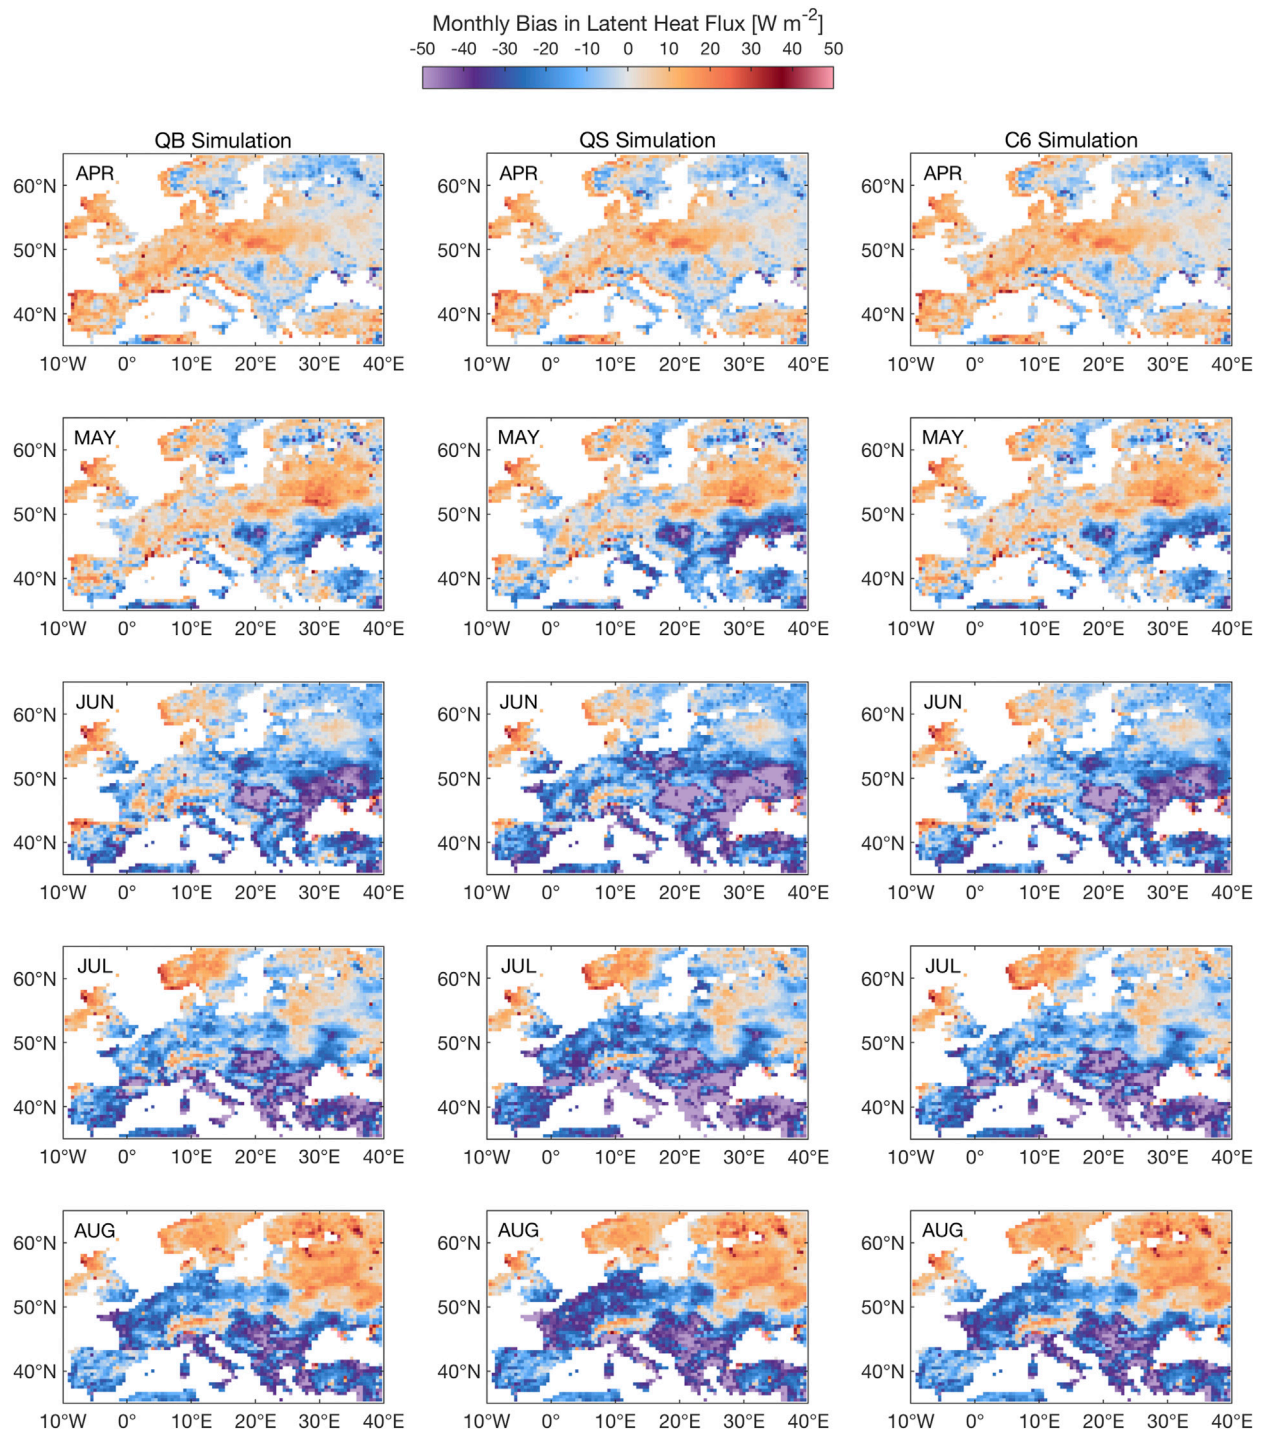 Monthly Bias in Latent Heat Flux [W m-2]
-50 -40 -30 -20 -10 0 10 20 30 40 50
QB Simulation QS Simulation C6 Simulation
APR APR APR
60°N 60°N 60°N
50°N 50°N 50°N
40°N 40°N 40°N
10°W 0° 10°E 20°E 30°E 40°E 10°W 0° 10°E 20°E 30°E 40°E 10°W 0° 10°E 20°E 30°E 40°E
MAY MAY MAY
60°N 60°N 60°N
50°N 50°N 50°N
40°N 40°N 40°N
10°W 0° 10°E 20°E 30°E 40°E 10°W 0° 10°E 20°E 30°E 40°E 10°W 0° 10°E 20°E 30°E 40°E
JUN JUN JUN
60°N 60°N 60°N
50°N 50°N 50°N
40°N 40°N 40°N
10°W 0° 10°E 20°E 30°E 40°E 10°W 0° 10°E 20°E 30°E 40°E 10°W 0° 10°E 20°E 30°E 40°E
JUL JUL JUL
60°N 60°N 60°N
50°N 50°N 50°N
40°N 40°N 40°N
10°W 0° 10°E 20°E 30°E 40°E 10°W 0° 10°E 20°E 30°E 40°E 10°W 0° 10°E 20°E 30°E 40°E
AUG AUG AUG
60°N 60°N 60°N
50°N 50°N 50°N
40°N 40°N 40°N
10°W 0° 10°E 20°E 30°E 40°E 10°W 0° 10°E 20°E 30°E 40°E 10°W 0° 10°E 20°E 30°E 40°E